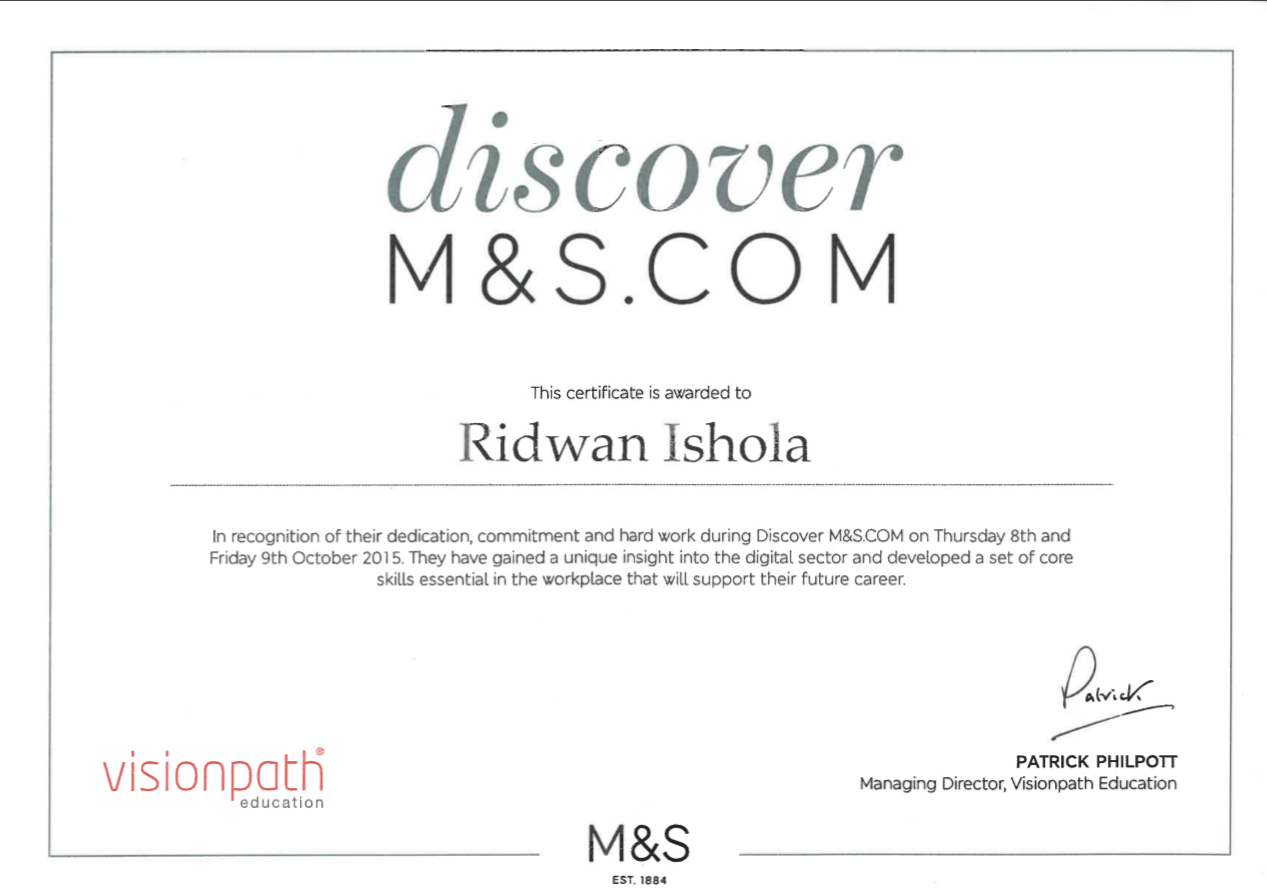 discover
M&S.COM
This certificate is awarded to
Ridwan Ishola
In recognition of their dedication, commitment and hard work during Discover M&S.COM on Thursday 8th and
Friday 9th October 2015. They have gained a unique insight into the digital sector and developed a set of core
skills essential in the workplace that will support their future career.
Patrick
PATRICK PHILPOTT
Managing Director, Visionpath Education
visionpath®
education
M&S
EST. 1884